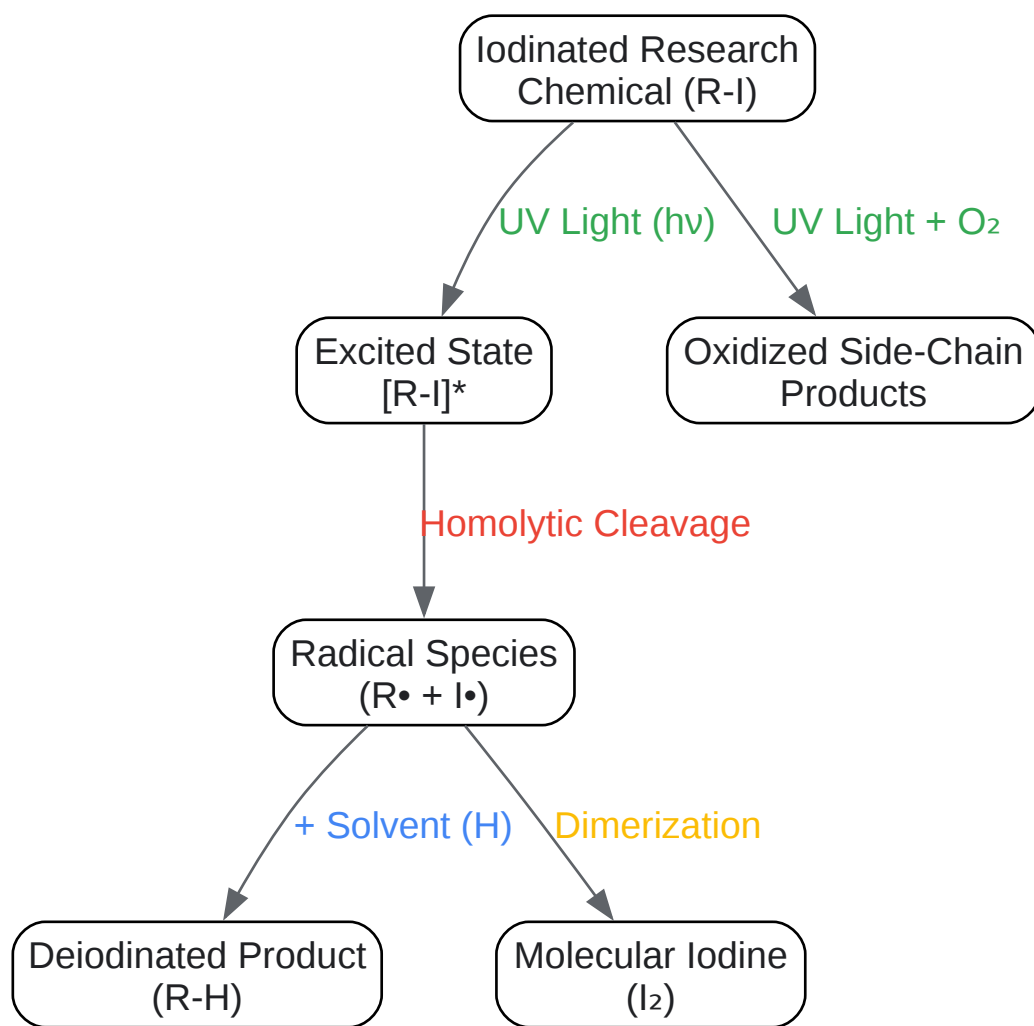 Iodinated Research
Chemical (R-I)
UV Light (hν)
UV Light + O₂
Excited State
[R-I]*
Oxidized Side-Chain
Products
Homolytic Cleavage
Radical Species
(R• + I•)
+ Solvent (H)
Dimerization
Deiodinated Product
(R-H)
Molecular Iodine
(I₂)